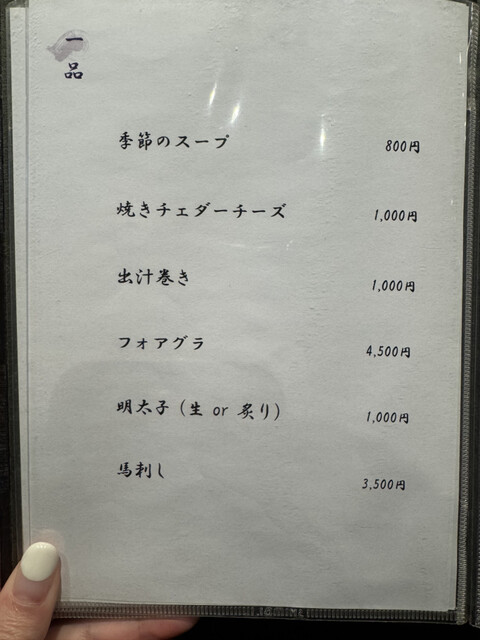 一品
季節のスープ 800円
焼きチェダーチーズ 1,000円
出汁巻き 1,000円
フォアグラ 4,500円
明太子（生 or 炙り） 1,000円
馬刺し 3,500円